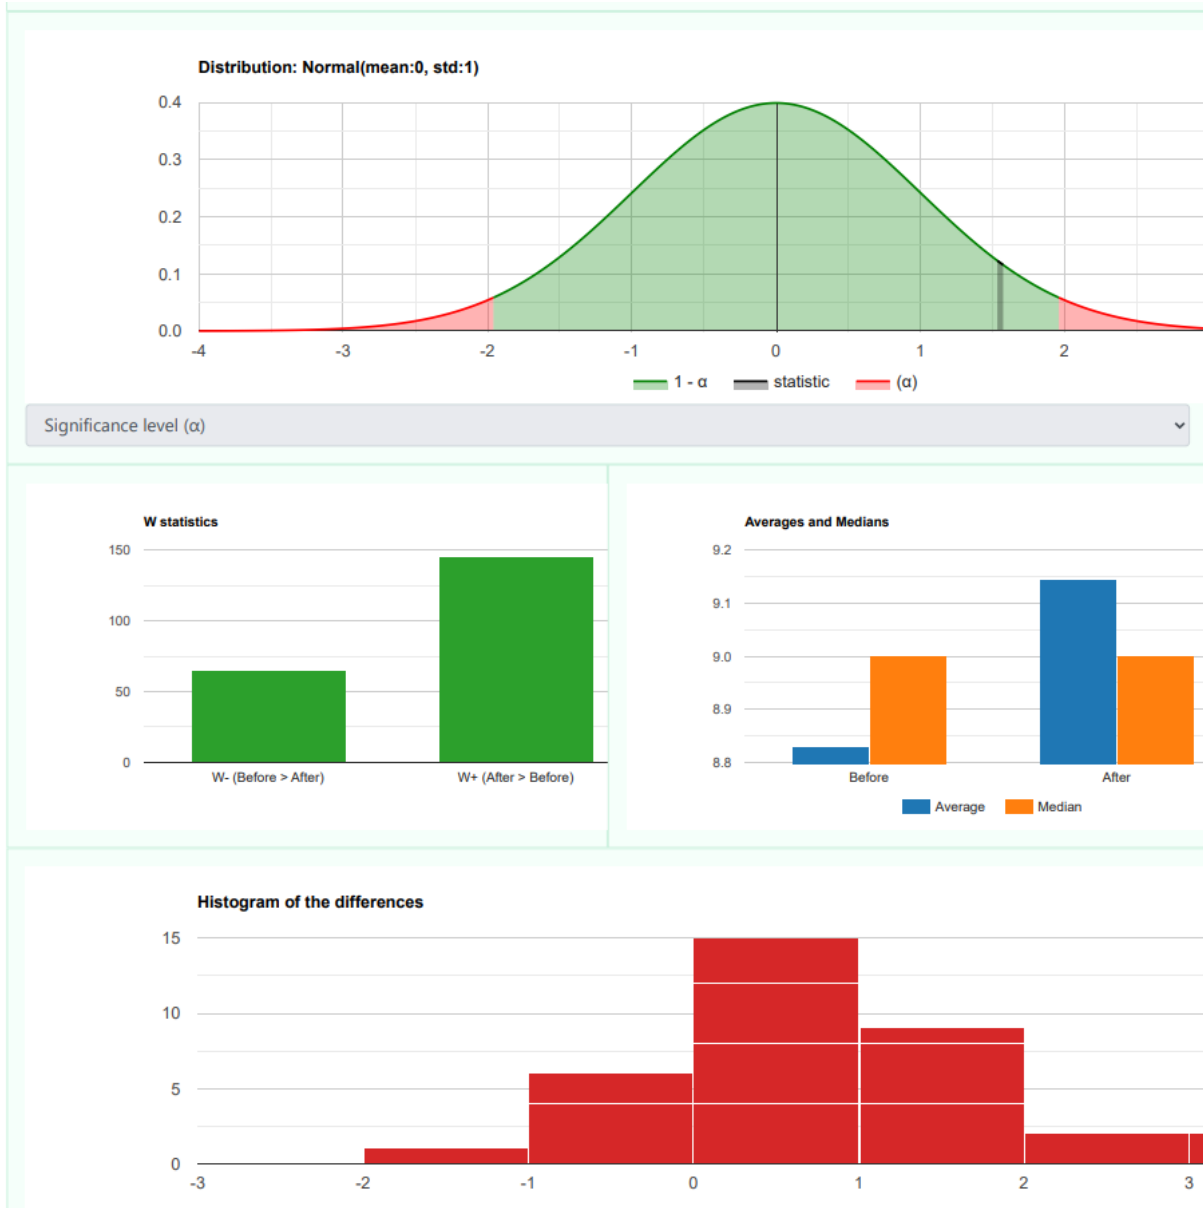 Distribution: Normal(mean:0, std:1)
0.4
0.3
0.2
0.1
0.0
-4 -3 -2 -1 0 1 2
1 - α statistic (α)
Significance level (α)
W statistics
150
100
50
0
W- (Before > After) W+ (After > Before)
Averages and Medians
9.2
9.1
9.0
8.9
8.8
Before After
Average Median
Histogram of the differences
15
10
5
0
-3 -2 -1 0 1 2 3